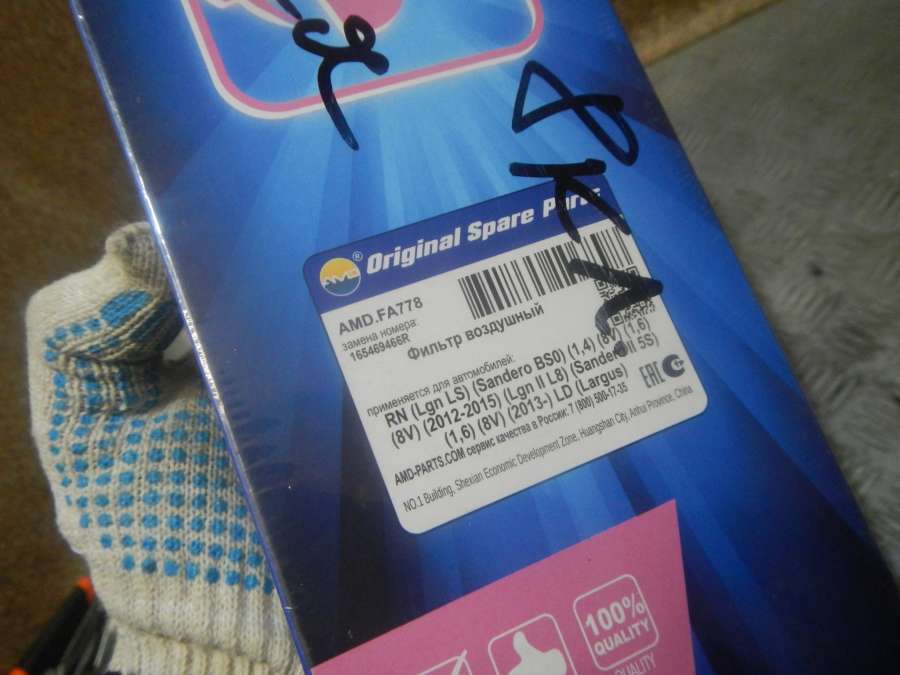 AMD
® Original Spare Parts
AMD.FA778
замена номера:
165469466R
Фильтр воздушный
применяется для автомобилей:
RN (Lgn LS) (Sandero BS0) (1,4) (8V) (1,6)
(8V) (2012-2015) (Lgn II L8) (Sandero II 5S)
(1,6) (8V) (2013-) LD (Largus)
AMD-PARTS.COM сервис качества в России: 7 (800) 500-17-35
NO.1 Building, Shexian Economic Development Zone, Huangshan City, Anhui Province, China
EAC
100%
QUALITY
QUALITY